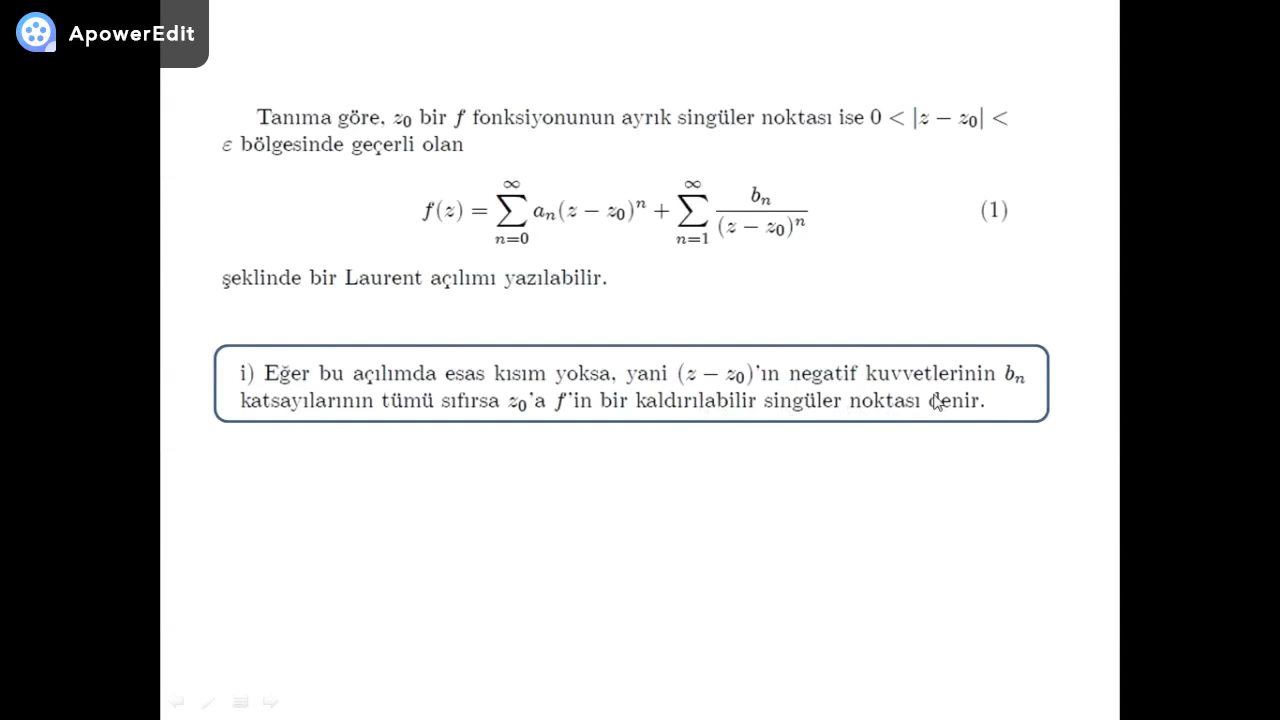 ApowerEdit
Tanıma göre, z₀ bir f fonksiyonunun ayrık singüler noktası ise 0 < |z − z₀| <
ε bölgesinde geçerli olan
f(z) = ∑_{n=0}^{∞} aₙ(z − z₀)ⁿ + ∑_{n=1}^{∞} bₙ/(z − z₀)ⁿ (1)
şeklinde bir Laurent açılımı yazılabilir.
i) Eğer bu açılımda esas kısım yoksa, yani (z − z₀)'ın negatif kuvvetlerinin bₙ
katsayılarının tümü sıfırsa z₀'a f'in bir kaldırılabilir singüler noktası denir.